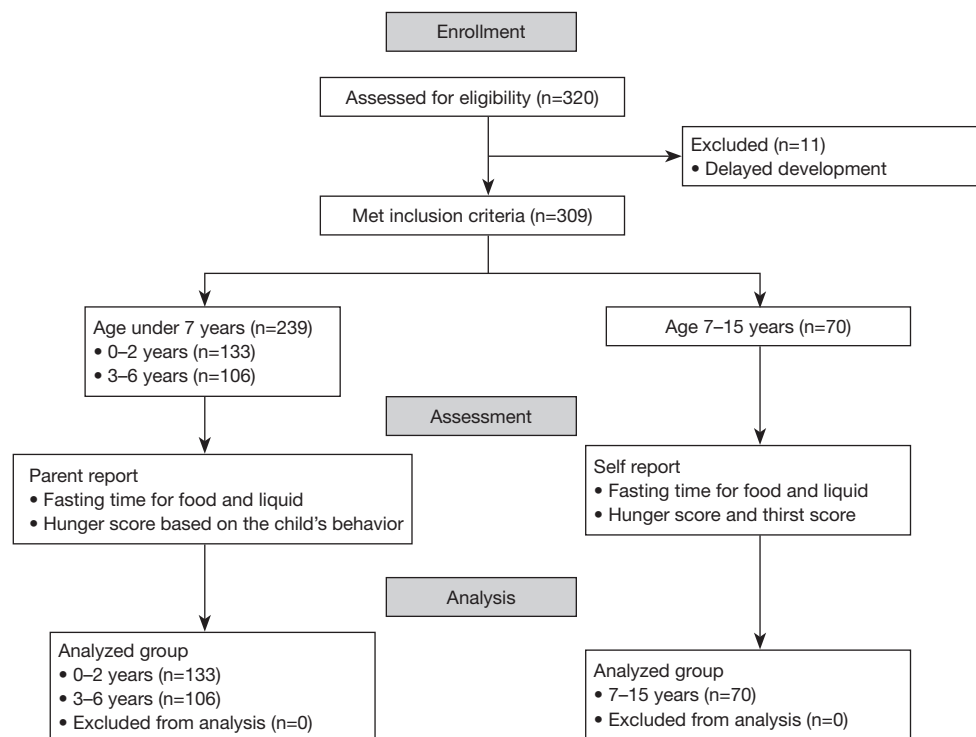 Enrollment
Assessed for eligibility (n=320)
Excluded (n=11)
• Delayed development
Met inclusion criteria (n=309)
Age under 7 years (n=239)
• 0–2 years (n=133)
• 3–6 years (n=106)
Age 7–15 years (n=70)
Assessment
Parent report
• Fasting time for food and liquid
• Hunger score based on the child’s behavior
Self report
• Fasting time for food and liquid
• Hunger score and thirst score
Analysis
Analyzed group
• 0–2 years (n=133)
• 3–6 years (n=106)
• Excluded from analysis (n=0)
Analyzed group
• 7–15 years (n=70)
• Excluded from analysis (n=0)